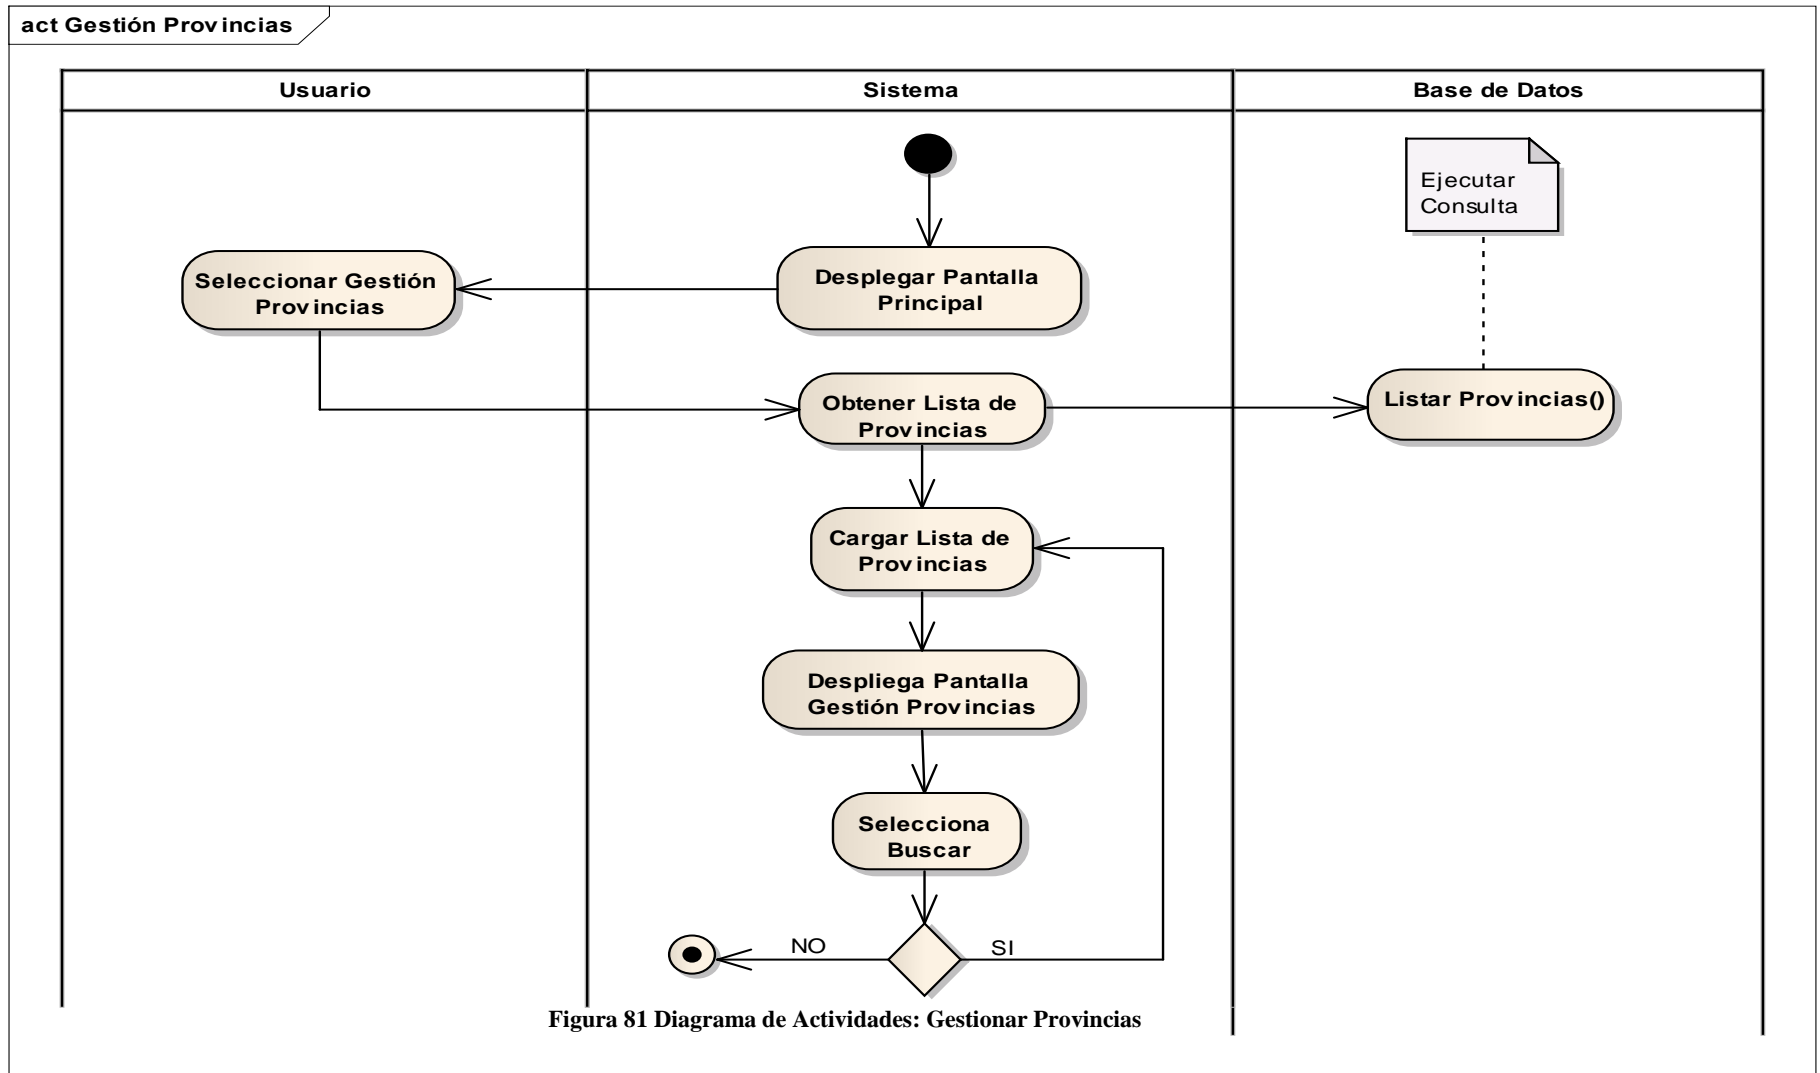 act Gestión Provincias
Usuario
Sistema
Base de Datos
Ejecutar
Consulta
Seleccionar Gestión
Provincias
Desplegar Pantalla
Principal
Obtener Lista de
Provincias
Listar Provincias()
Cargar Lista de
Provincias
Despliega Pantalla
Gestión Provincias
Selecciona
Buscar
NO
SI
Figura 81 Diagrama de Actividades: Gestionar Provincias